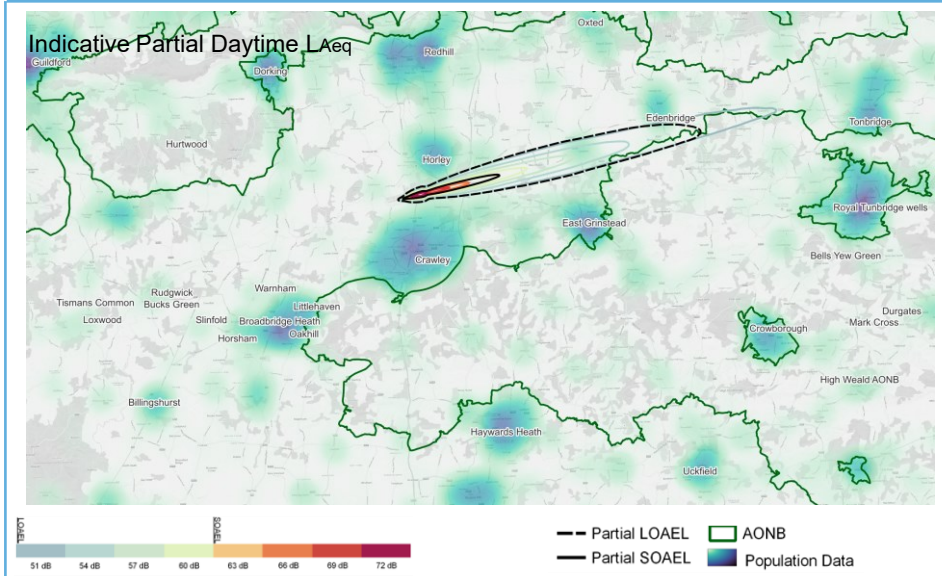 Indicative Partial Daytime LAeq
Oxted
Guildford
Redhill
Dorking
Edenbridge
Tonbridge
Hurtwood
Horley
Royal Tunbridge wells
East Grinstead
Crawley
Bells Yew Green
Warnham
Rudgwick
Tismans Common
Bucks Green
Littlehaven
Loxwood
Slinfold
Broadbridge Heath
Durgates
Mark Cross
Crowborough
Oakhill
Horsham
High Weald AONB
Billingshurst
Haywards Heath
Uckfield
LOAEL
SOAEL
51 dB 54 dB 57 dB 60 dB 63 dB 66 dB 69 dB 72 dB
Partial LOAEL
AONB
Partial SOAEL
Population Data